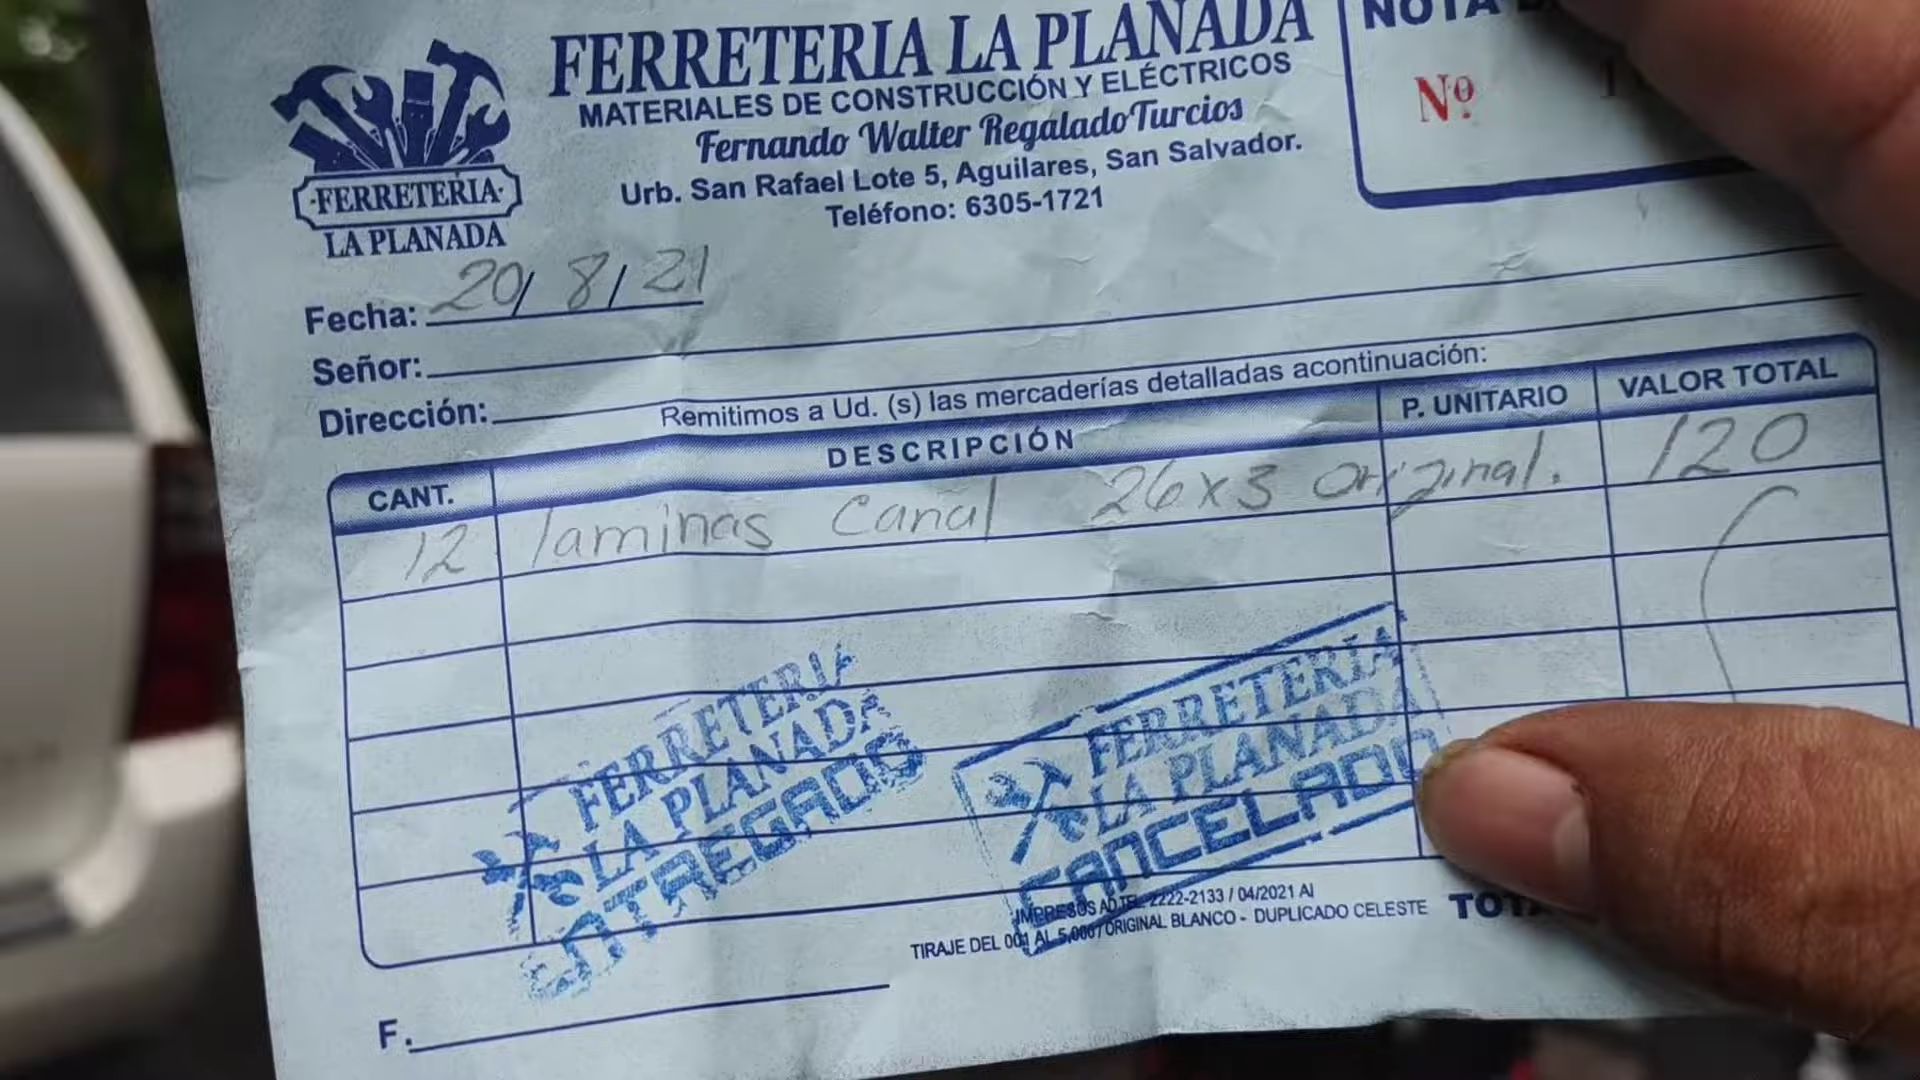 FERRETERIA LA PLANADA
MATERIALES DE CONSTRUCCIÓN Y ELÉCTRICOS
Fernando Walter Regalado Turcios
Urb. San Rafael Lote 5, Aguilares, San Salvador.
Teléfono: 6305-1721
·FERRETERIA·
LA PLANADA
NOTA
Nº
Fecha: 20/8/21
Señor:
Dirección:
Remitimos a Ud. (s) las mercaderías detalladas acontinuación:
CANT. DESCRIPCIÓN P. UNITARIO VALOR TOTAL
12 laminas Canal 26x3 original. 120
FERRETERIA
LA PLANADA
ENTREGADO
FERRETERIA
LA PLANADA
CANCELADO
IMPRESOS AD TEL. 2222-2133 / 04/2021 Al
TIRAJE DEL 001 AL 5,000 / ORIGINAL BLANCO - DUPLICADO CELESTE
F.